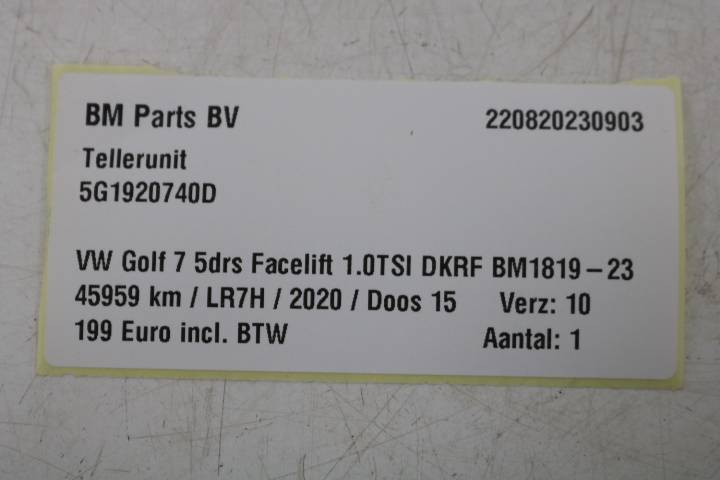 BM Parts BV 220820230903
Tellerunit
5G1920740D
VW Golf 7 5drs Facelift 1.0TSI DKRF BM1819-23
45959 km / LR7H / 2020 / Doos 15 Verz: 10
199 Euro incl. BTW Aantal: 1